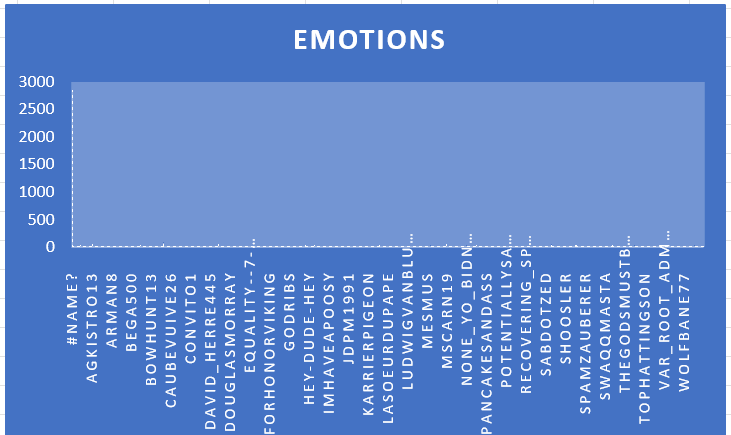 EMOTIONS
3000
2500
2000
1500
1000
500
0
#NAME?
AGKISTRO13
ARMAN8
BEGA500
BOWHUNT13
CAUBEVUIVE26
CONVITO1
DAVID_HERRE445
DOUGLASMORRAY
EQUALITY--7-…
FORHONORVIKING
GODRIBS
HEY-DUDE-HEY
IMHAVEAPOOSY
JDPM1991
KARRIERPIGEON
LASOEURDUPAPE
LUDWIGVANBLU…
MESMUS
MSCARN19
NONE_YO_BIDN…
PANCAKESANDASS
POTENTIALLYSA…
RECOVERING_SP…
SABDOTZED
SHOOSLER
SPAMZAUBERER
SWAQQMASTA
THEGODSMUSTB…
TOPHATTINGSON
VAR_ROOT_ADM…
WOLFBANE77